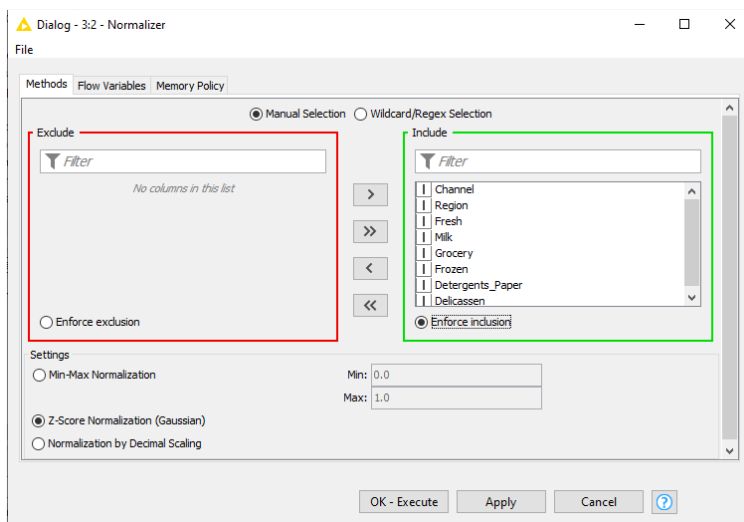 Dialog - 3:2 - Normalizer
File
Methods Flow Variables Memory Policy
Manual Selection Wildcard/Regex Selection
Exclude
Filter
No columns in this list
Enforce exclusion
>
>>
<
<<
Include
Filter
I Channel
I Region
I Fresh
I Milk
I Grocery
I Frozen
I Detergents_Paper
I Delicassen
Enforce inclusion
Settings
Min-Max Normalization
Min: 0.0
Max: 1.0
Z-Score Normalization (Gaussian)
Normalization by Decimal Scaling
OK - Execute Apply Cancel ?